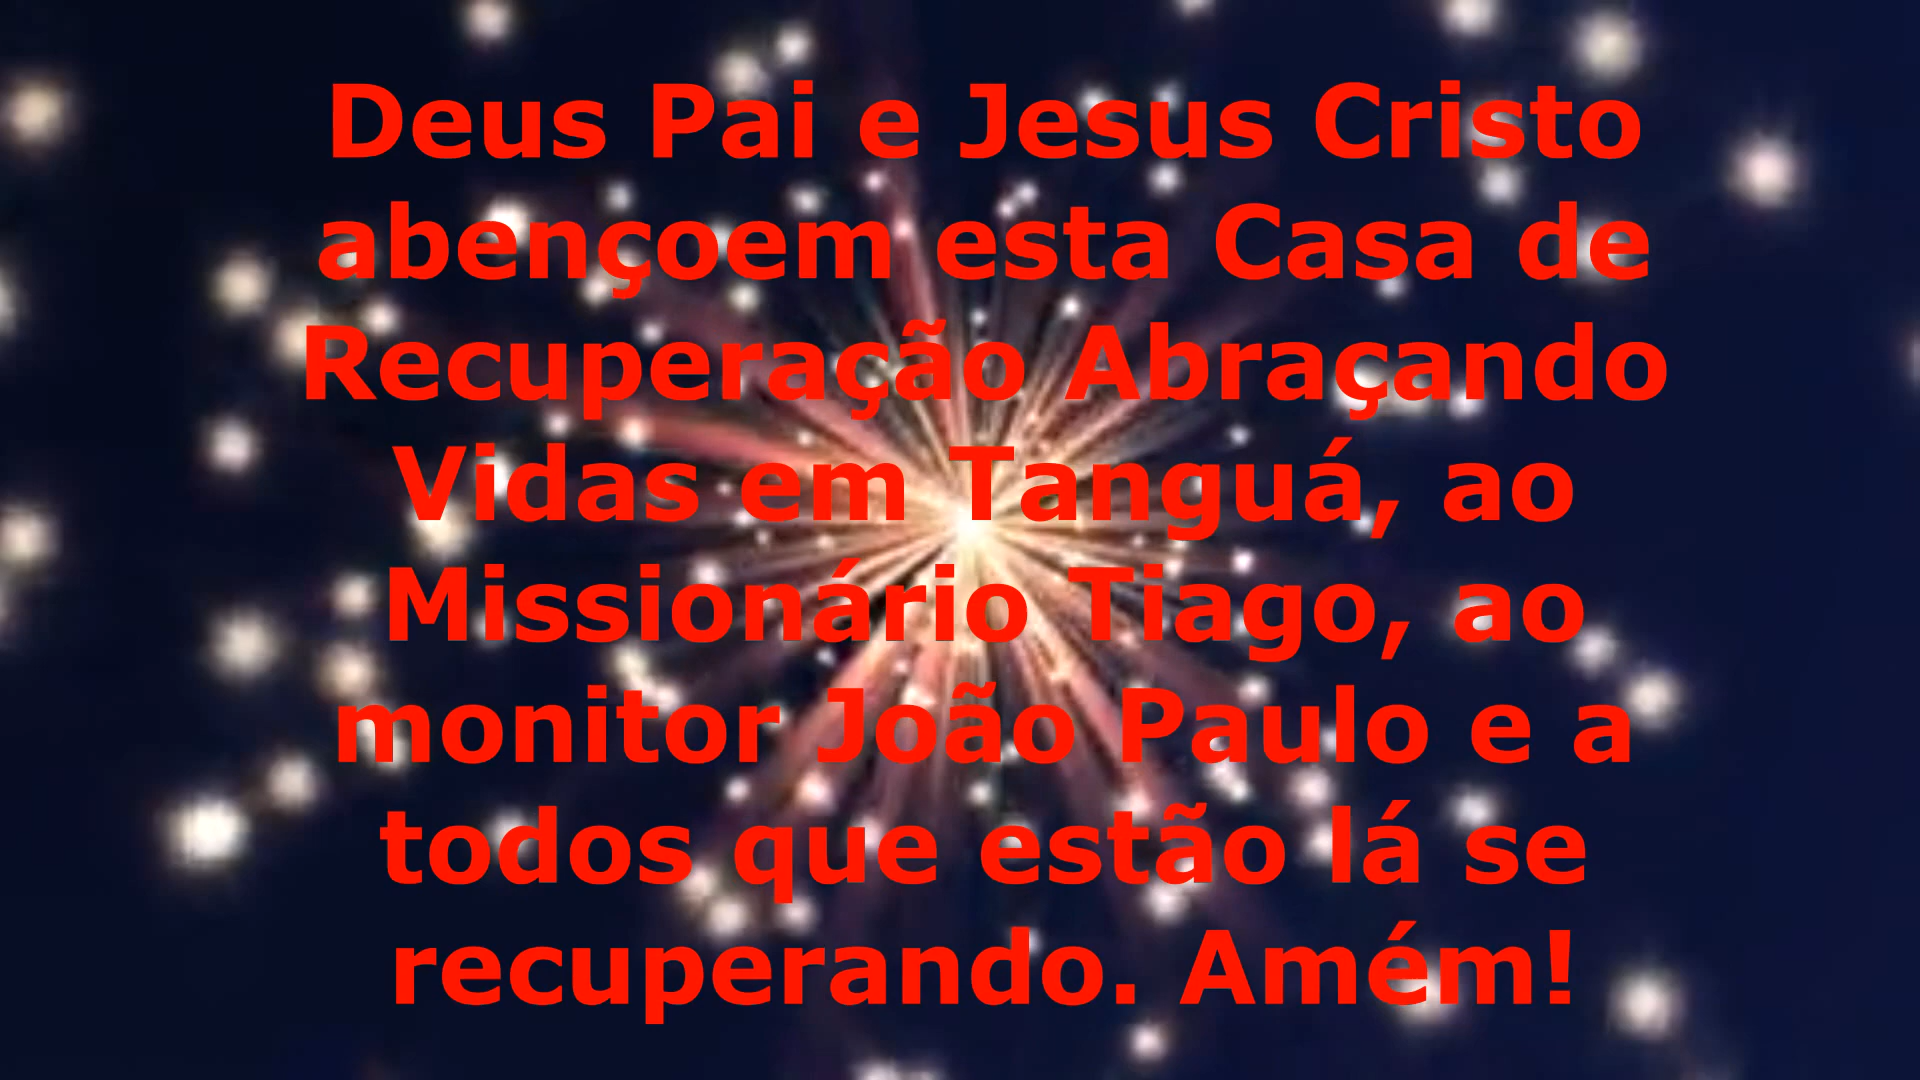 Deus Pai e Jesus Cristo
abençoem esta Casa de
Recuperação Abraçando
Vidas em Tanguá, ao
Missionário Tiago, ao
monitor João Paulo e a
todos que estão lá se
recuperando. Amém!